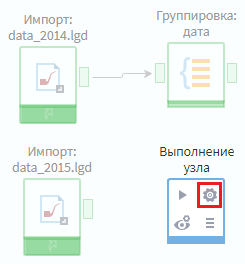 Импорт:
data_2014.lgd
Группировка:
дата
Импорт:
data_2015.lgd
Выполнение
узла